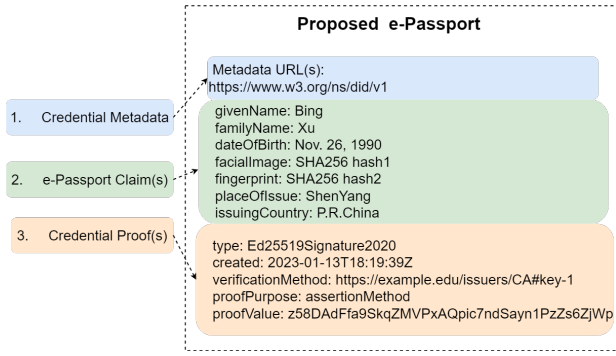 Proposed e-Passport
Metadata URL(s):
https://www.w3.org/ns/did/v1
1. Credential Metadata
givenName: Bing
familyName: Xu
dateOfBirth: Nov. 26, 1990
facialImage: SHA256 hash1
fingerprint: SHA256 hash2
placeOfIssue: ShenYang
issuingCountry: P.R.China
2. e-Passport Claim(s)
3. Credential Proof(s)
type: Ed25519Signature2020
created: 2023-01-13T18:19:39Z
verificationMethod: https://example.edu/issuers/CA#key-1
proofPurpose: assertionMethod
proofValue: z58DAdFfa9SkqZMVPxAQpic7ndSayn1PzZs6ZjWp